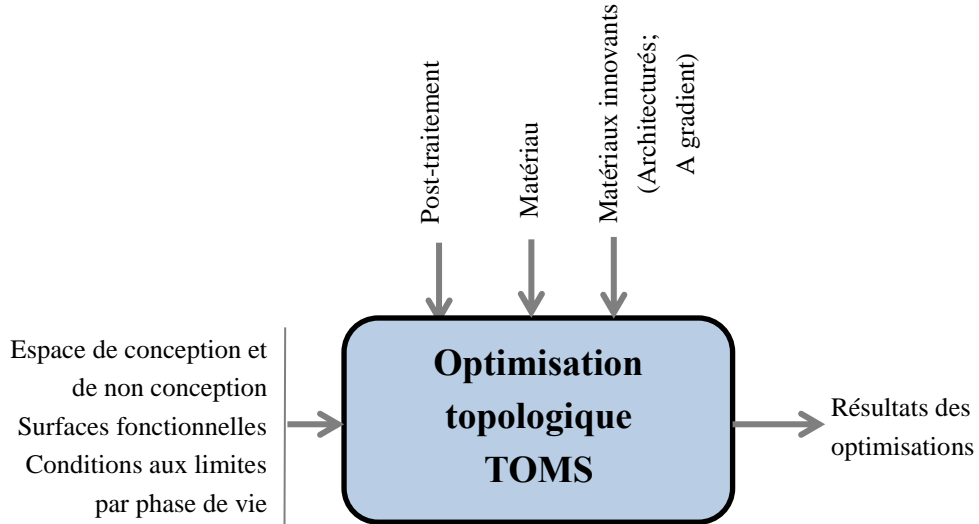 Post-traitement
Matériau
Matériaux innovants
(Architecturés;
A gradient)
Espace de conception et
de non conception
Surfaces fonctionnelles
Conditions aux limites
par phase de vie
Optimisation
topologique
TOMS
Résultats des
optimisations